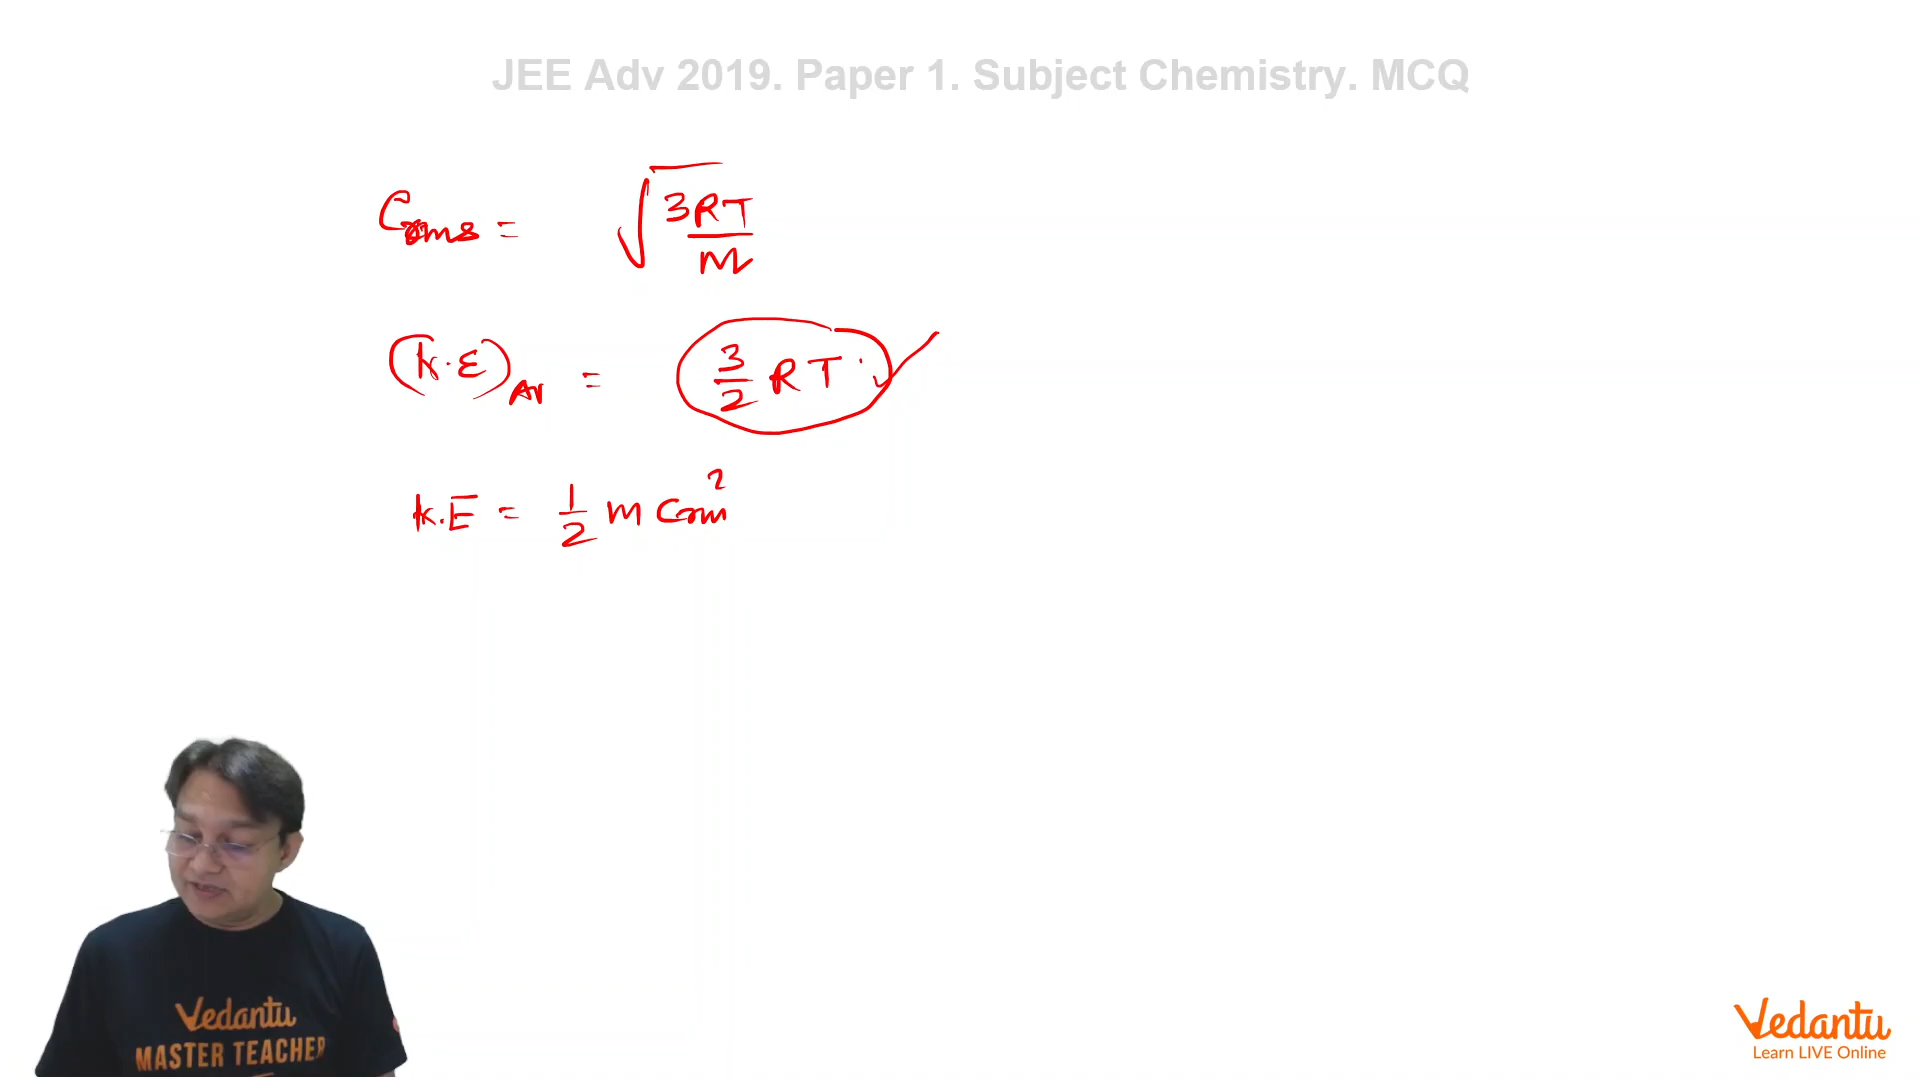 JEE Adv 2019. Paper 1. Subject Chemistry. MCQ
Crms = √3RT/M
(K.E)Av = 3/2 RT.
K.E = 1/2 m Crm²
Vedantu
MASTER TEACHER
Vedantu
Learn LIVE Online